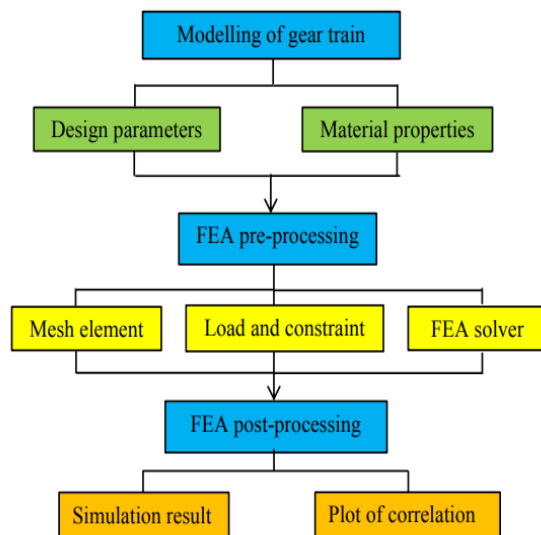 Modelling of gear train
Design parameters
Material properties
FEA pre-processing
Mesh element
Load and constraint
FEA solver
FEA post-processing
Simulation result
Plot of correlation